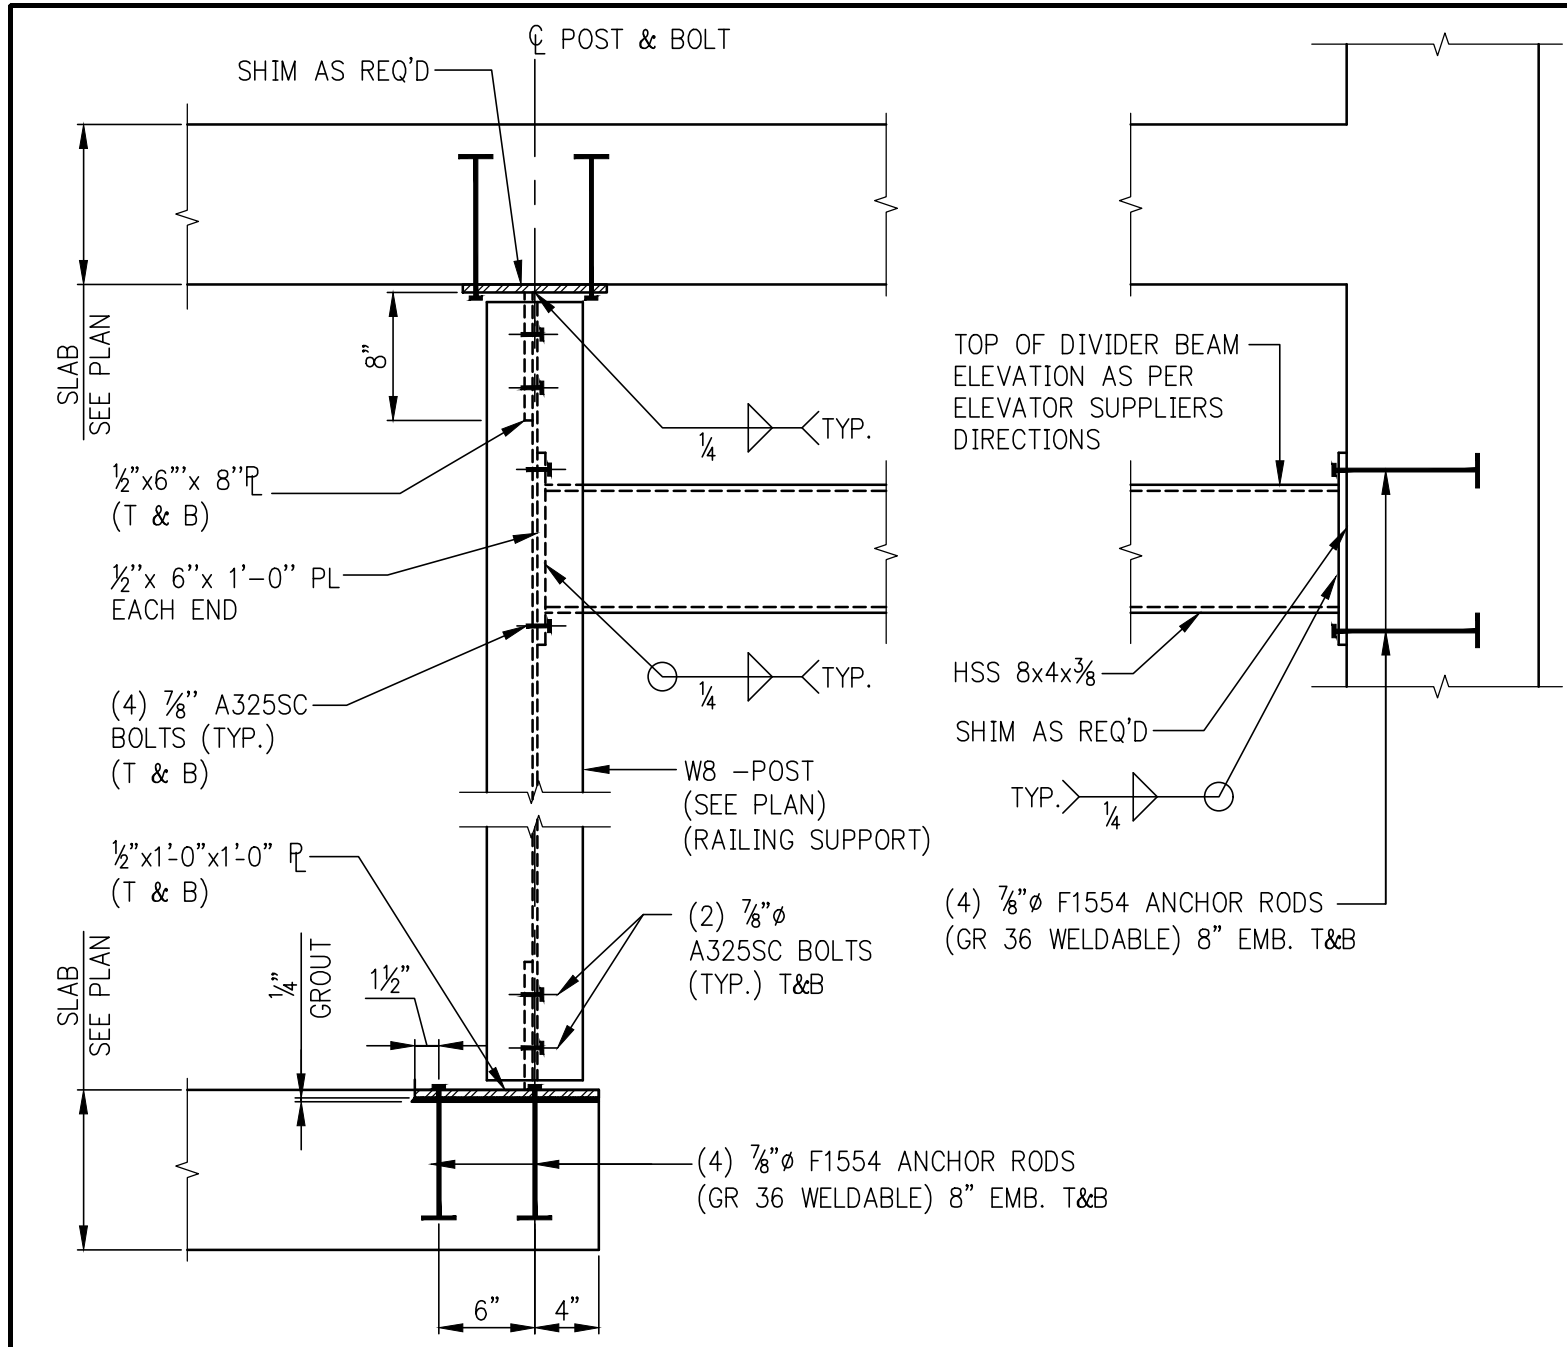 ℄ POST & BOLT
SHIM AS REQ'D
SLAB
SEE PLAN
8"
TOP OF DIVIDER BEAM
ELEVATION AS PER
ELEVATOR SUPPLIERS
DIRECTIONS
1/4
TYP.
½"x6"'x 8"℄
(T & B)
½"x 6"x 1'-0" PL
EACH END
(4) ⅞" A325SC
BOLTS (TYP.)
(T & B)
1/4
TYP.
HSS 8x4x⅜
SHIM AS REQ'D
TYP.
1/4
W8 -POST
(SEE PLAN)
(RAILING SUPPORT)
½"x1'-0"x1'-0" ℄
(T & B)
(2) ⅞"ø
A325SC BOLTS
(TYP.) T&B
(4) ⅞"ø F1554 ANCHOR RODS
(GR 36 WELDABLE) 8" EMB. T&B
SLAB
SEE PLAN
¼"
GROUT
1½"
(4) ⅞"ø F1554 ANCHOR RODS
(GR 36 WELDABLE) 8" EMB. T&B
6"
4"